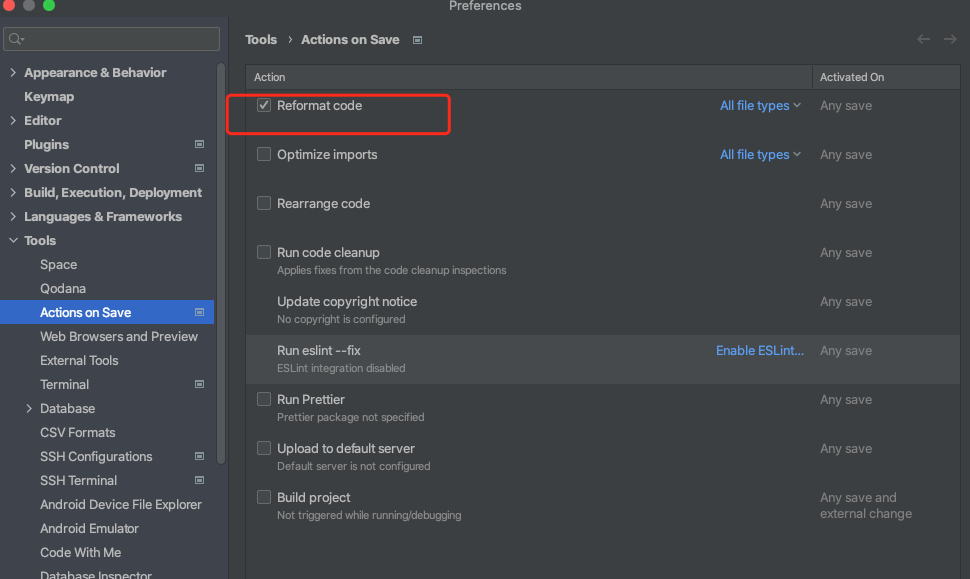 Preferences
Tools › Actions on Save
Appearance & Behavior
Keymap
Editor
Plugins
Version Control
Build, Execution, Deployment
Languages & Frameworks
Tools
Space
Qodana
Actions on Save
Web Browsers and Preview
External Tools
Terminal
Database
CSV Formats
SSH Configurations
SSH Terminal
Android Device File Explorer
Android Emulator
Code With Me
Database Inspector
Action Activated On
Reformat code All file types Any save
Optimize imports All file types Any save
Rearrange code Any save
Run code cleanup Any save
Applies fixes from the code cleanup inspections
Update copyright notice Any save
No copyright is configured
Run eslint --fix Enable ESLint... Any save
ESLint integration disabled
Run Prettier Any save
Prettier package not specified
Upload to default server Any save
Default server is not configured
Build project Any save and
external change
Not triggered while running/debugging